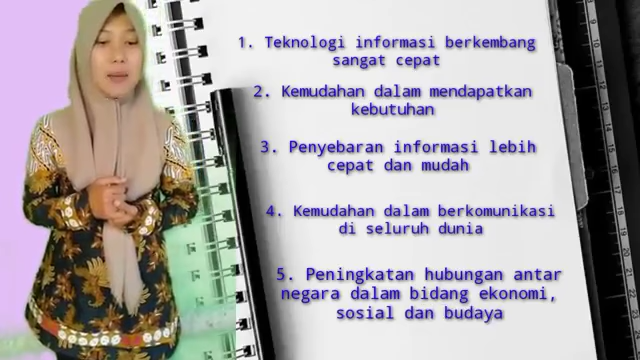 1. Teknologi informasi berkembang
sangat cepat
2. Kemudahan dalam mendapatkan
kebutuhan
3. Penyebaran informasi lebih
cepat dan mudah
4. Kemudahan dalam berkomunikasi
di seluruh dunia
5. Peningkatan hubungan antar
negara dalam bidang ekonomi,
sosial dan budaya